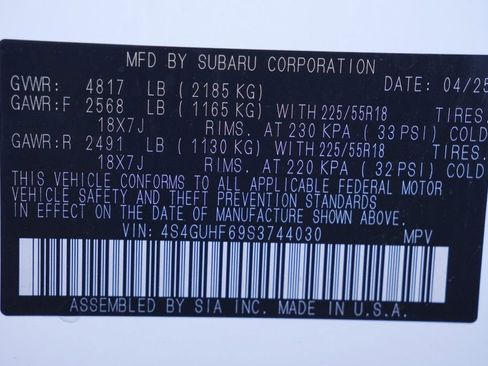 MFD BY SUBARU CORPORATION
GVWR: 4817 LB (2185 KG) DATE: 04/25
GAWR:F 2568 LB (1165 KG) WITH 225/55R18 TIRES.
18X7J RIMS. AT 230 KPA (33 PSI) COLD
GAWR:R 2491 LB (1130 KG) WITH 225/55R18 TIRES.
18X7J RIMS. AT 220 KPA (32 PSI) COLD
THIS VEHICLE CONFORMS TO ALL APPLICABLE FEDERAL MOTOR
VEHICLE SAFETY AND THEFT PREVENTION STANDARDS
IN EFFECT ON THE DATE OF MANUFACTURE SHOWN ABOVE.
VIN: 4S4GUHF69S3744030 MPV
ASSEMBLED BY SIA INC. MADE IN U.S.A.